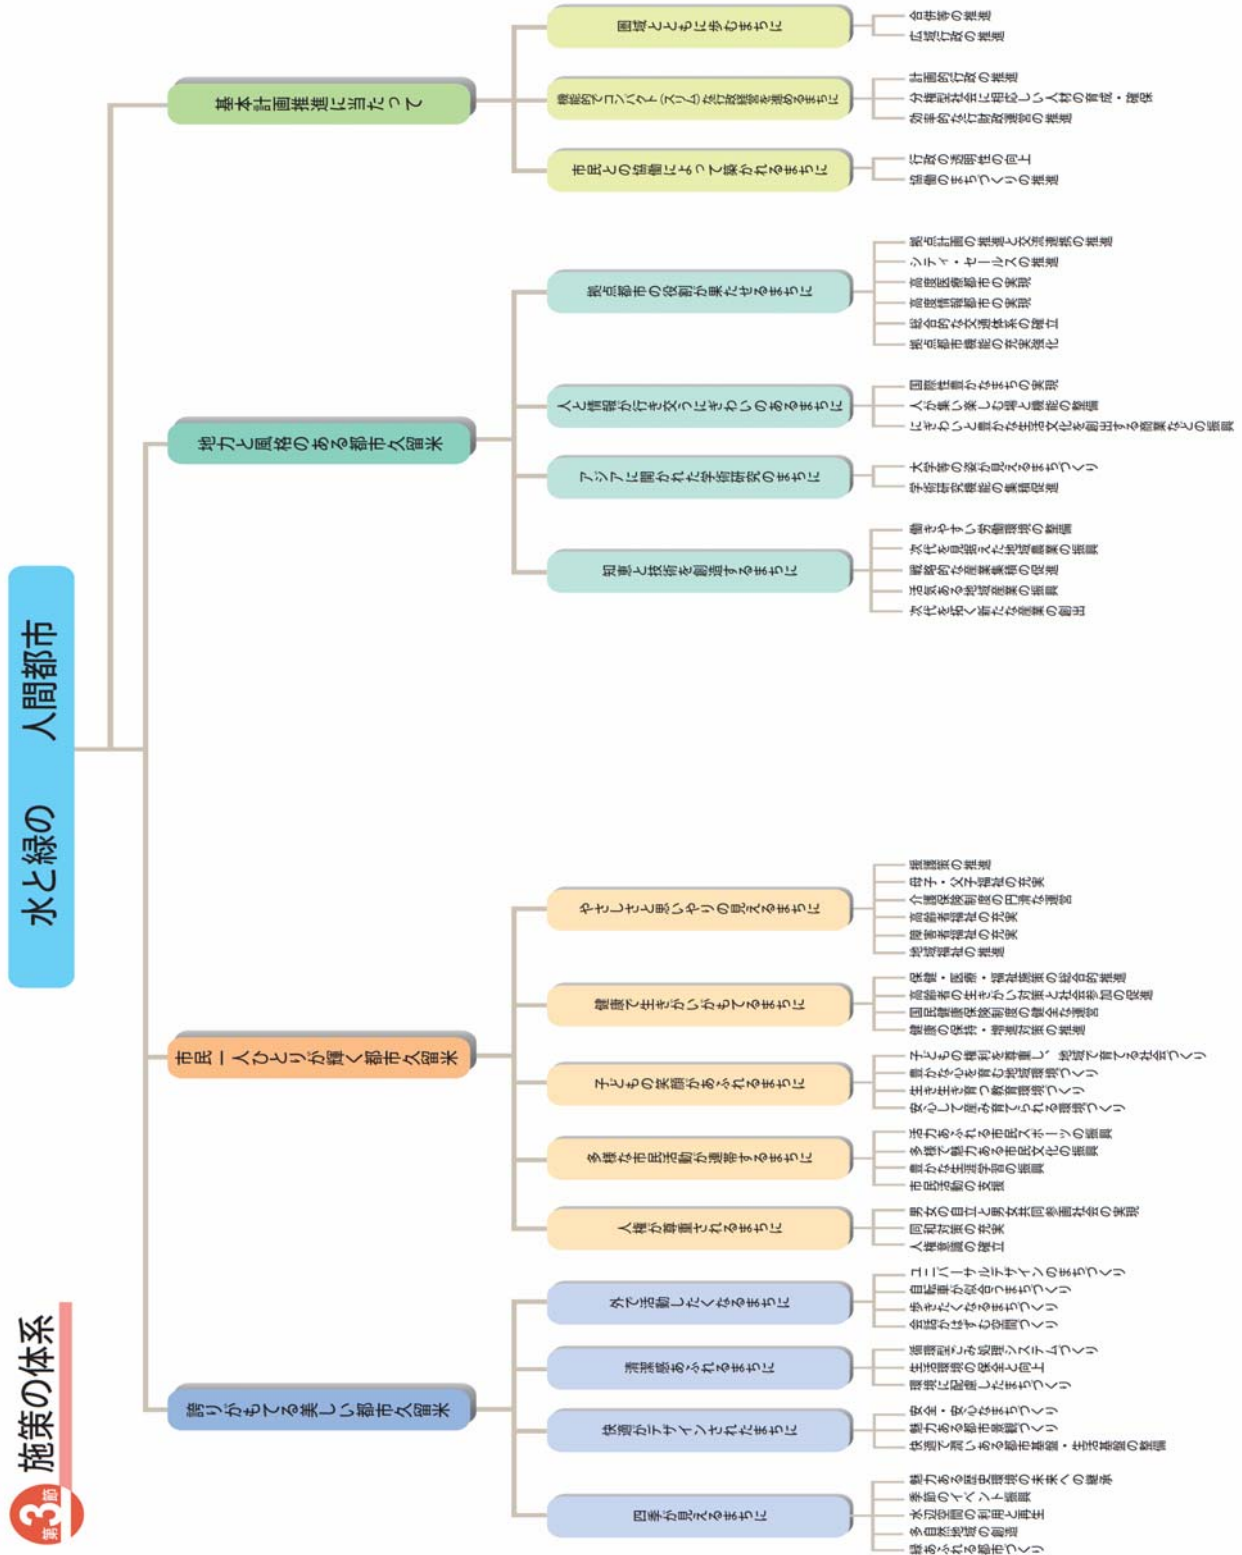 第3節 施策の体系
水と緑の 人間都市
誇りがもてる美しい都市久留米
四季が見えるまちに
緑あふれる都市づくり
多自然地域の創造
水辺空間の利用と再生
季節のイベント振興
魅力ある歴史環境の未来への継承
快適がデザインされたまちに
快適で潤いある都市基盤・生活基盤の整備
魅力ある都市景観づくり
安全・安心なまちづくり
清潔感あふれるまちに
環境に配慮したまちづくり
生活環境の保全と向上
循環型ごみ処理システムづくり
外で活動したくなるまちに
会話がはずむ空間づくり
歩きたくなるまちづくり
自転車が似合うまちづくり
ユニバーサルデザインのまちづくり
市民一人ひとりが輝く都市久留米
人権が尊重されるまちに
人権意識の確立
同和対策の充実
男女の自立と男女共同参画社会の実現
多様な市民活動が連帯するまちに
市民活動の支援
豊かな生涯学習の振興
多様で魅力ある市民文化の振興
活力あふれる市民スポーツの振興
子どもの笑顔があふれるまちに
安心して産み育てられる環境づくり
生き生き育つ教育環境づくり
豊かな心を育む地域環境づくり
子どもの権利を尊重し、地域で育てる社会づくり
健康で生きがいがもてるまちに
健康の保持・増進対策の推進
国民健康保険制度の健全な運営
高齢者の生きがい対策と社会参加の促進
保健・医療・福祉施策の総合的推進
やさしさと思いやりの見えるまちに
地域福祉の推進
障害者福祉の充実
高齢者福祉の充実
介護保険制度の円滑な運営
母子・父子福祉の充実
援護策の推進
地力と風格のある都市久留米
知恵と技術を創造するまちに
次代を拓く新たな産業の創出
活気ある地域産業の振興
戦略的な産業集積の促進
次代を見据えた地域農業の振興
働きやすい労働環境の整備
アジアに開かれた学術研究のまちに
学術研究機能の集積促進
大学等の姿が見えるまちづくり
人と情報が行き交うにぎわいのあるまちに
にぎわいと豊かな生活文化を創出する商業などの振興
人が集い楽しむ場と機能の整備
国際性豊かなまちの実現
拠点都市の役割が果たせるまちに
拠点都市機能の充実強化
総合的な交通体系の確立
高度情報都市の実現
高度医療都市の実現
シティ・セールスの推進
拠点計画の推進と交流連携の推進
基本計画推進に当たって
市民との協働によって築かれるまちに
協働のまちづくりの推進
行政の透明性の向上
機能的でコンパクト(スリム)な行政経営を進めるまちに
効率的な行財政運営の推進
分権型社会に相応しい人材の育成・確保
計画的行政の推進
圏域とともに歩むまちに
広域行政の推進
合併等の推進